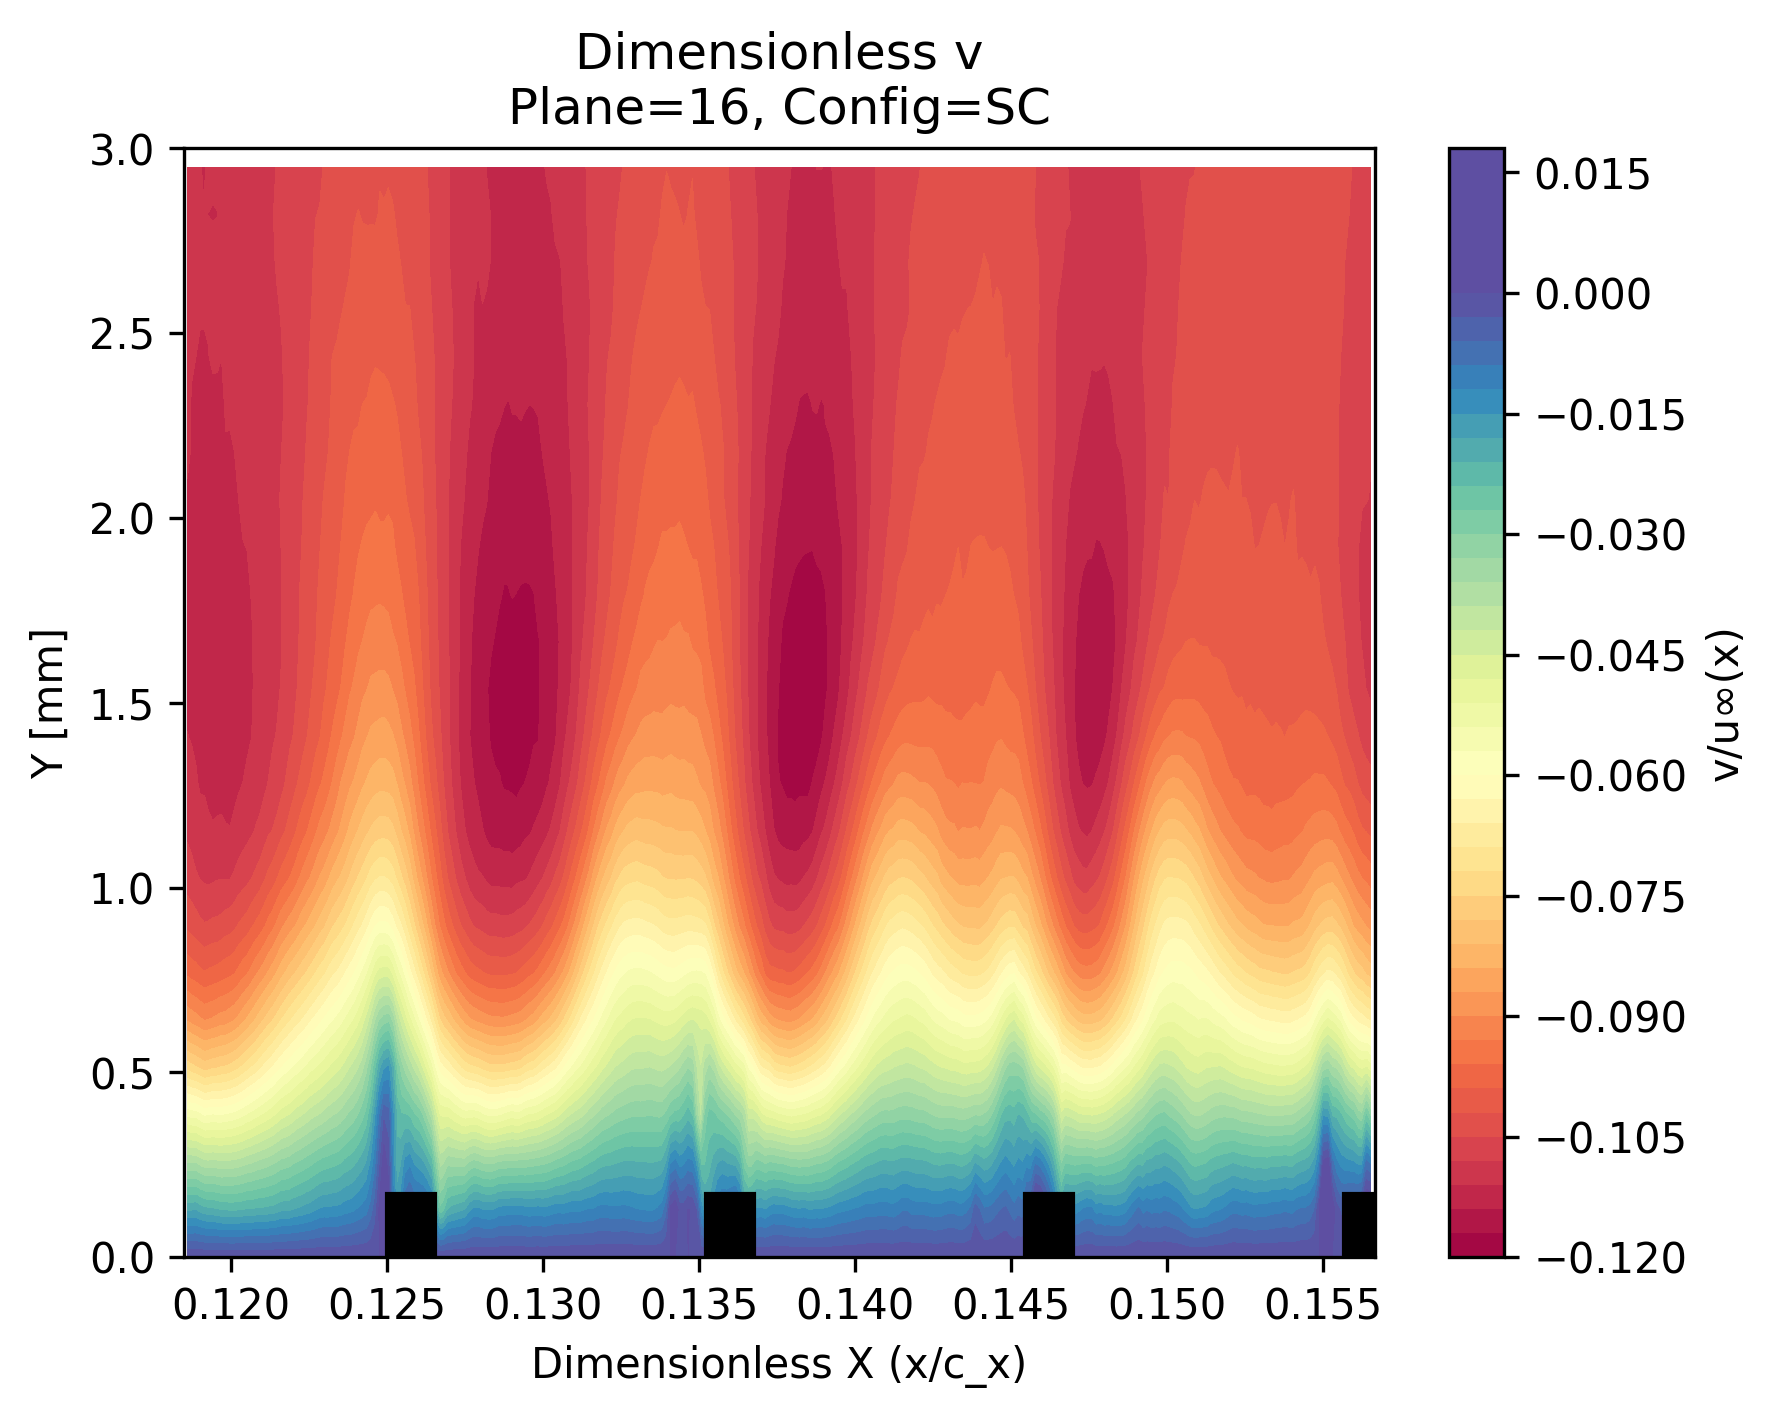 Dimensionless v
Plane=16, Config=SC
3.0
2.5
2.0
1.5
1.0
0.5
0.0
Y [mm]
0.120 0.125 0.130 0.135 0.140 0.145 0.150 0.155
Dimensionless X (x/c_x)
0.015
0.000
−0.015
−0.030
−0.045
−0.060
−0.075
−0.090
−0.105
−0.120
v/u∞(x)